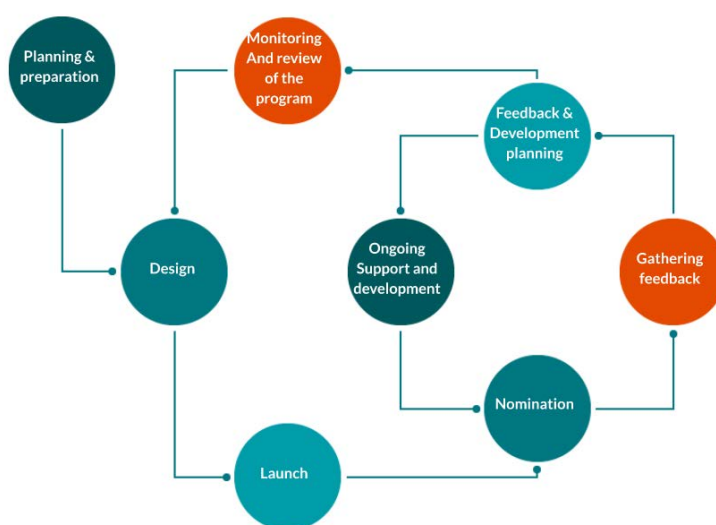 Planning &
preparation
Monitoring
And review
of the
program
Feedback &
Development
planning
Design
Ongoing
Support and
development
Gathering
feedback
Nomination
Launch